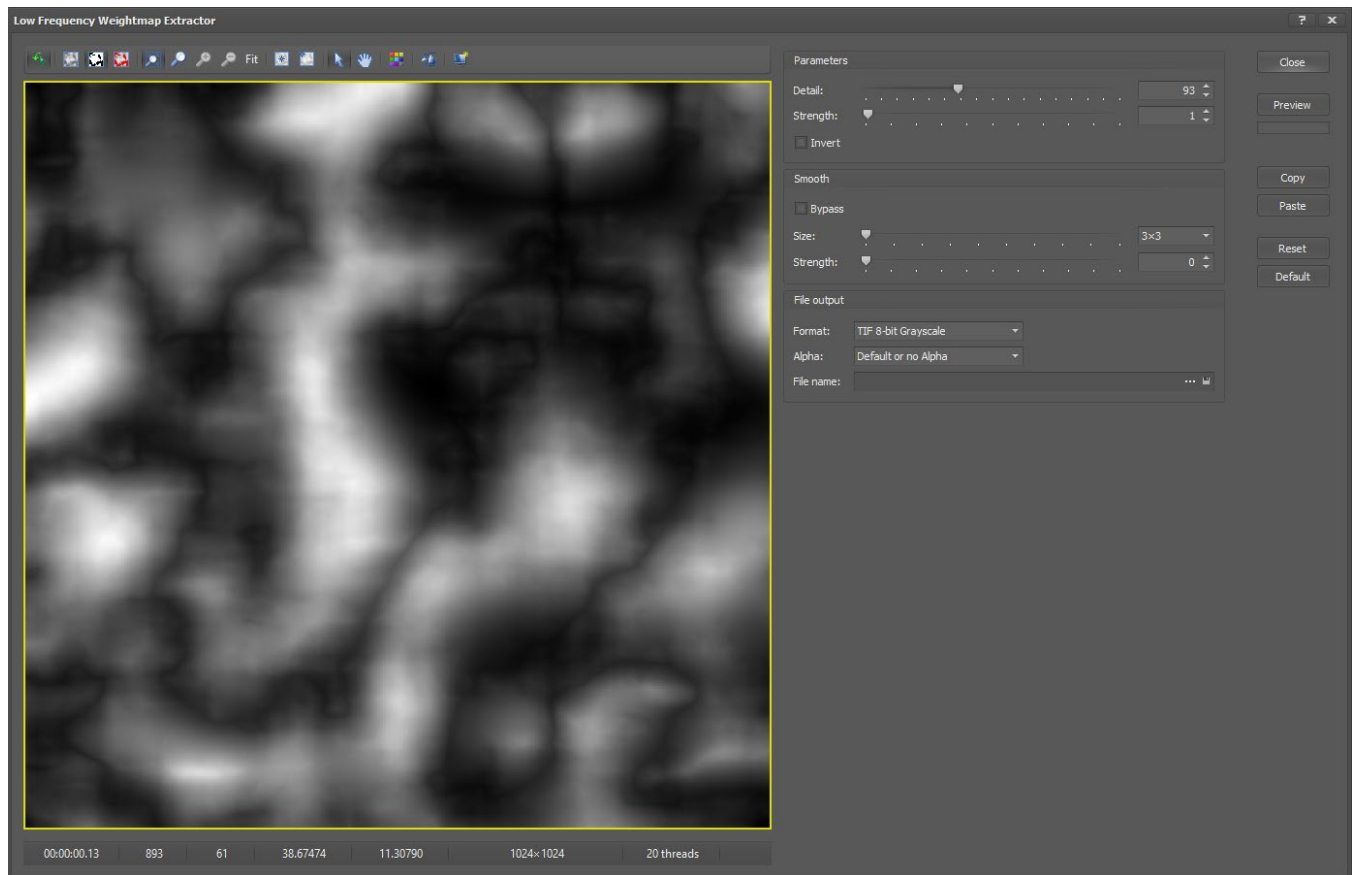 Low Frequency Weightmap Extractor
Fit
Parameters
Detail: 93
Strength: 1
Invert
Smooth
Bypass
Size: 3×3
Strength: 0
File output
Format: TIF 8-bit Grayscale
Alpha: Default or no Alpha
File name: ...
Close
Preview
Copy
Paste
Reset
Default
00:00:00.13 893 61 38.67474 11.30790 1024×1024 20 threads